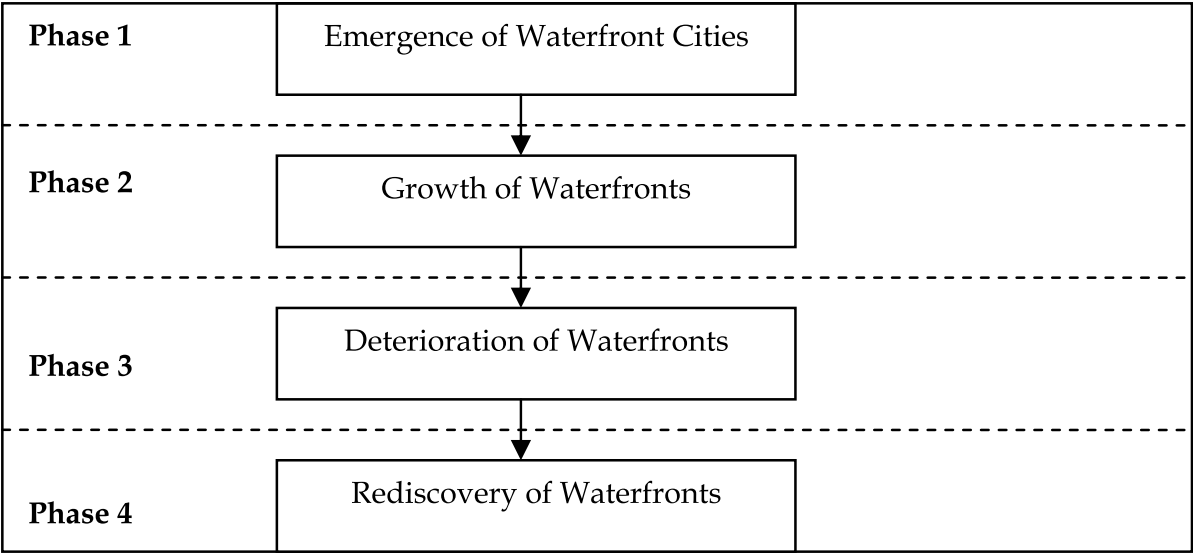 Phase 1
Emergence of Waterfront Cities
Phase 2
Growth of Waterfronts
Phase 3
Deterioration of Waterfronts
Phase 4
Rediscovery of Waterfronts